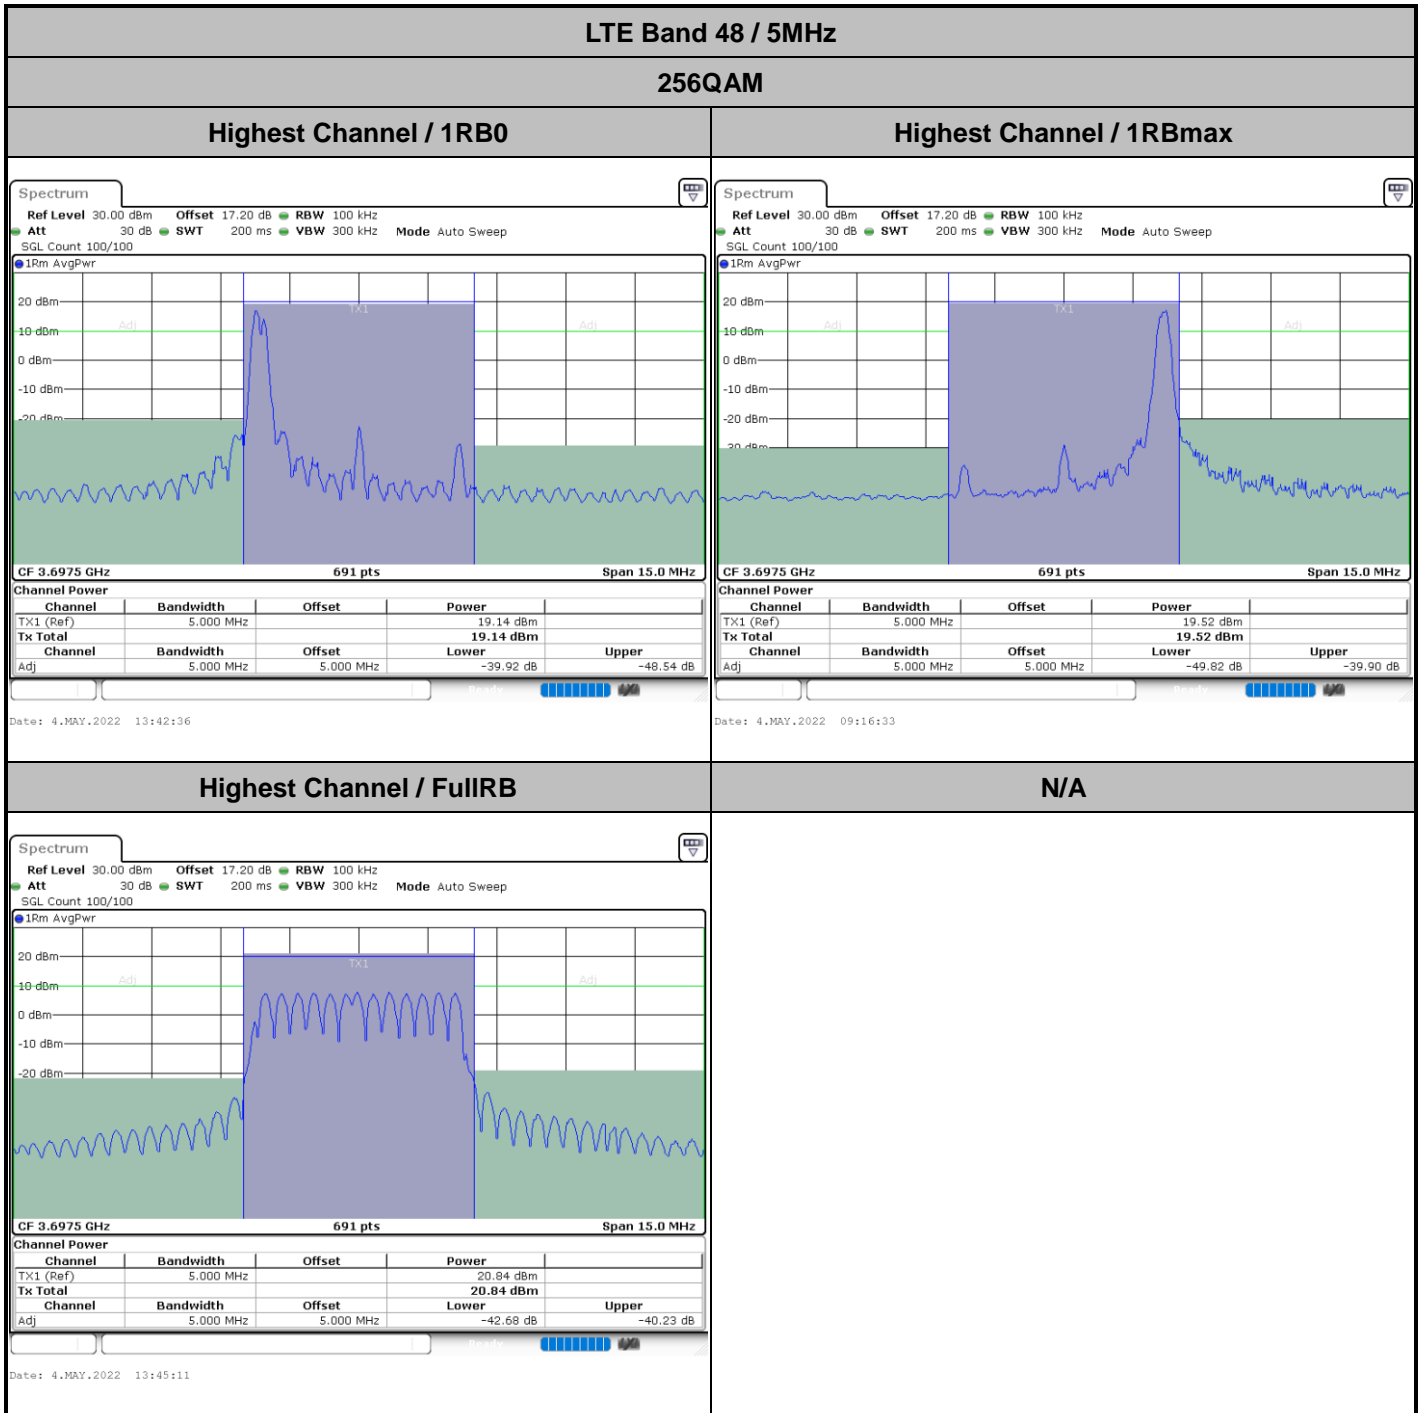 LTE Band 48 / 5MHz
256QAM
Highest Channel / 1RB0
Highest Channel / 1RBmax
Spectrum
Ref Level 30.00 dBm Offset 17.20 dB RBW 100 kHz
Att 30 dB SWT 200 ms VBW 300 kHz Mode Auto Sweep
SGL Count 100/100
1Rm AvgPwr
20 dBm
TX1
10 dBm
Adj
Adj
0 dBm
-10 dBm
-20 dBm
CF 3.6975 GHz 691 pts Span 15.0 MHz
Channel Power
Channel Bandwidth Offset Power
TX1 (Ref) 5.000 MHz 19.14 dBm
Tx Total 19.14 dBm
Channel Bandwidth Offset Lower Upper
Adj 5.000 MHz 5.000 MHz -39.92 dB -48.54 dB
Ready
Date: 4.MAY.2022 13:42:36
Spectrum
Ref Level 30.00 dBm Offset 17.20 dB RBW 100 kHz
Att 30 dB SWT 200 ms VBW 300 kHz Mode Auto Sweep
SGL Count 100/100
1Rm AvgPwr
20 dBm
TX1
10 dBm
Adj
Adj
0 dBm
-10 dBm
-20 dBm
-30 dBm
CF 3.6975 GHz 691 pts Span 15.0 MHz
Channel Power
Channel Bandwidth Offset Power
TX1 (Ref) 5.000 MHz 19.52 dBm
Tx Total 19.52 dBm
Channel Bandwidth Offset Lower Upper
Adj 5.000 MHz 5.000 MHz -49.82 dB -39.90 dB
Ready
Date: 4.MAY.2022 09:16:33
Highest Channel / FullRB
N/A
Spectrum
Ref Level 30.00 dBm Offset 17.20 dB RBW 100 kHz
Att 30 dB SWT 200 ms VBW 300 kHz Mode Auto Sweep
SGL Count 100/100
1Rm AvgPwr
20 dBm
TX1
10 dBm
Adj
Adj
0 dBm
-10 dBm
-20 dBm
CF 3.6975 GHz 691 pts Span 15.0 MHz
Channel Power
Channel Bandwidth Offset Power
TX1 (Ref) 5.000 MHz 20.84 dBm
Tx Total 20.84 dBm
Channel Bandwidth Offset Lower Upper
Adj 5.000 MHz 5.000 MHz -42.68 dB -40.23 dB
Ready
Date: 4.MAY.2022 13:45:11